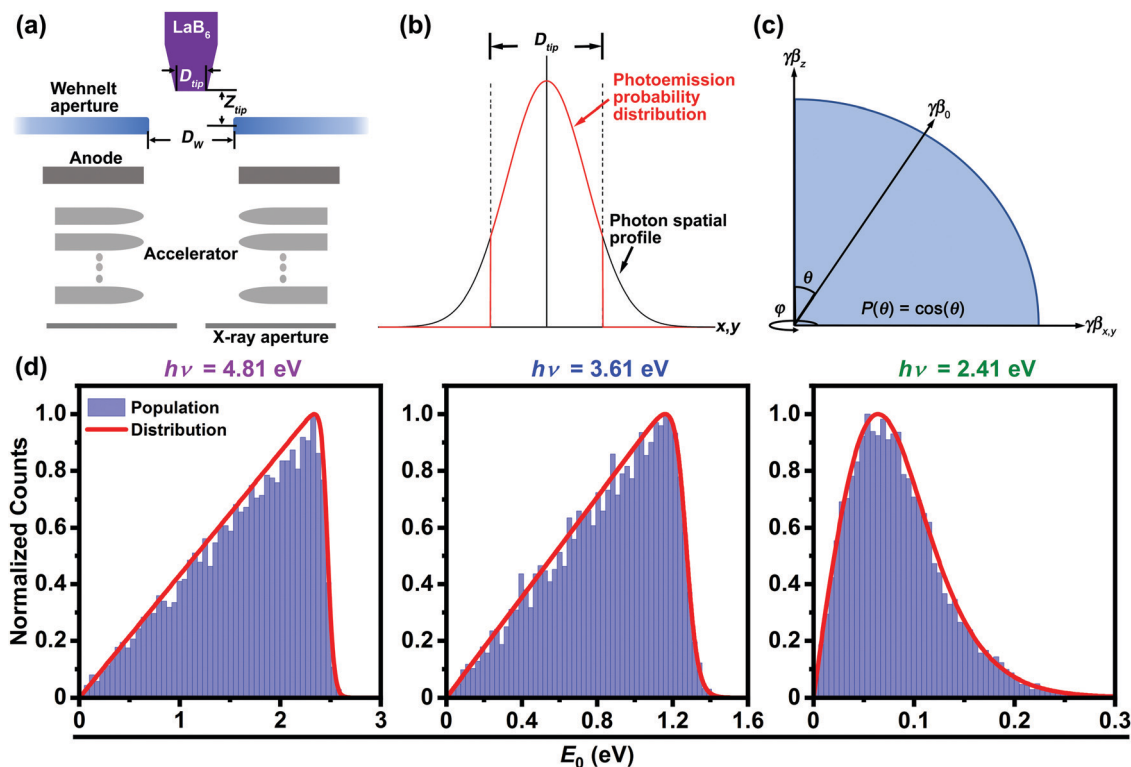 (a)
LaB6
Dtip
Wehnelt
aperture
Ztip
DW
Anode
Accelerator
X-ray aperture
(b)
Dtip
Photoemission
probability
distribution
Photon spatial
profile
x,y
(c)
γβz
γβ0
θ
φ
P(θ) = cos(θ)
γβx,y
(d)
hν = 4.81 eV
hν = 3.61 eV
hν = 2.41 eV
Population
Distribution
Normalized Counts
1.0
0.8
0.6
0.4
0.2
0
0
1
2
3
1.0
0.8
0.6
0.4
0.2
0
0
0.4
0.8
1.2
1.6
1.0
0.8
0.6
0.4
0.2
0
0
0.1
0.2
0.3
E0 (eV)